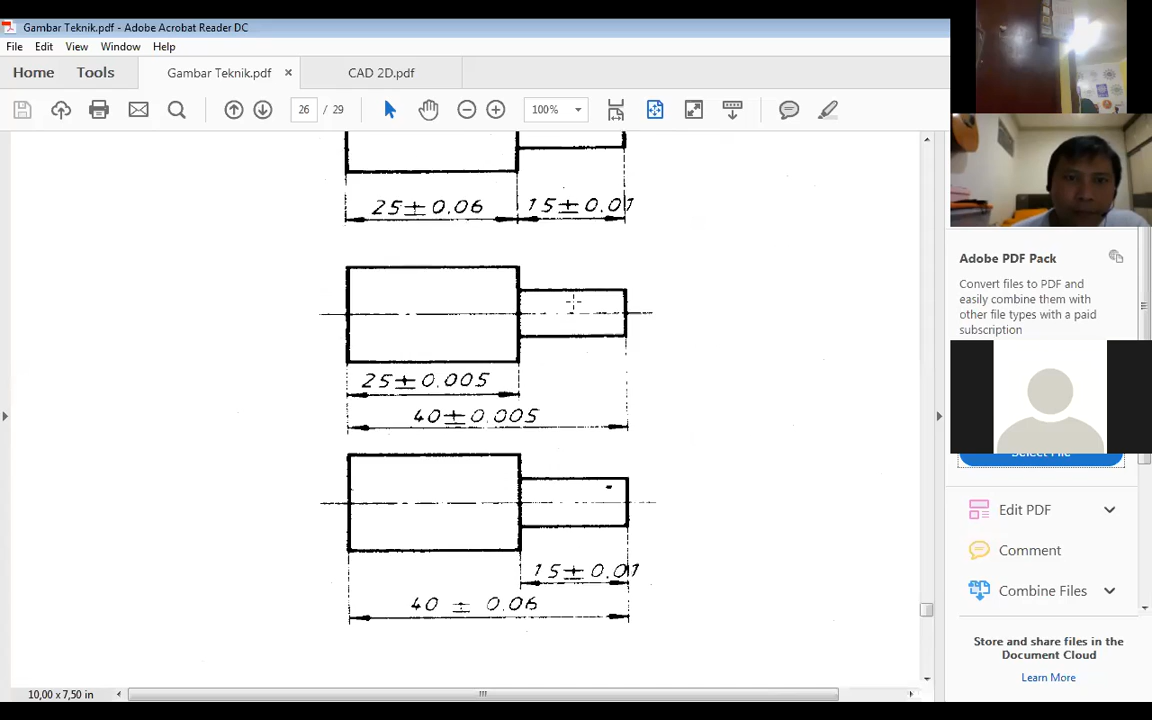 Gambar Teknik.pdf - Adobe Acrobat Reader DC
File Edit View Window Help
Home Tools Gambar Teknik.pdf × CAD 2D.pdf
26 / 29 100%
25±0.06 15±0.01
25±0.005
40±0.005
15±0.01
40 ± 0.06
10,00 x 7,50 in
Adobe PDF Pack
Convert files to PDF and
easily combine them with
other file types with a paid
subscription
Select File
Edit PDF
Comment
Combine Files
Store and share files in the
Document Cloud
Learn More